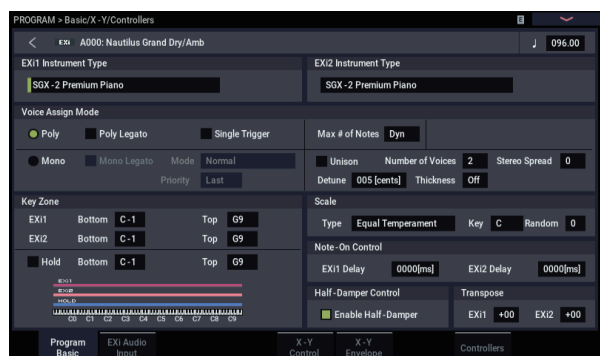 PROGRAM > Basic/X -Y/Controllers E
EXi A000: Nautilus Grand Dry/Amb ♩ 096.00
EXi1 Instrument Type EXi2 Instrument Type
SGX -2 Premium Piano SGX -2 Premium Piano
Voice Assign Mode
Poly Poly Legato Single Trigger Max # of Notes Dyn
Mono Mono Legato Mode Normal Unison Number of Voices 2 Stereo Spread 0
Priority Last Detune 005 [cents] Thickness Off
Key Zone Scale
EXi1 Bottom C -1 Top G9 Type Equal Temperament Key C Random 0
EXi2 Bottom C -1 Top G9
Note -On Control
Hold Bottom C -1 Top G9 EXi1 Delay 0000[ms] EXi2 Delay 0000[ms]
EXi1
EXi2
HOLD
C0 C1 C2 C3 C4 C5 C6 C7 C8 C9
Half -Damper Control Transpose
Enable Half -Damper EXi1 +00 EXi2 +00
Program Basic EXi Audio Input X -Y Control X -Y Envelope Controllers